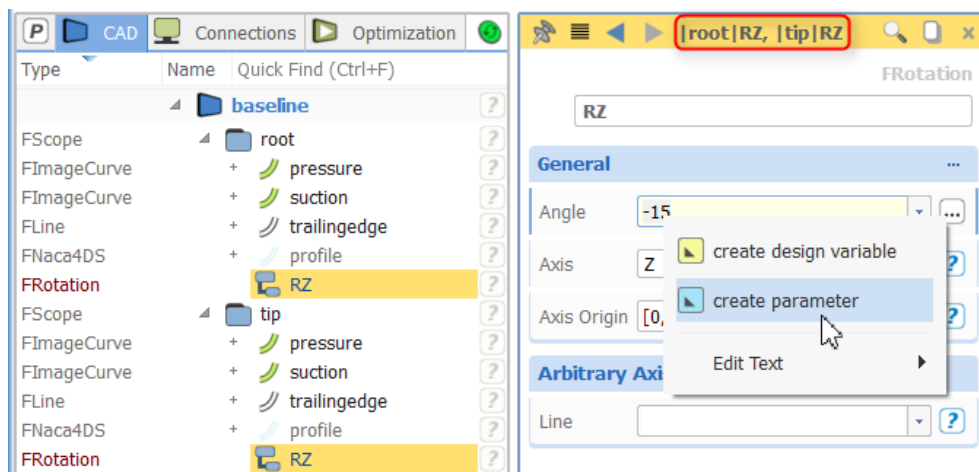 P CAD Connections Optimization
Type Name Quick Find (Ctrl+F)
baseline ?
FScope root ?
FImageCurve + pressure ?
FImageCurve + suction ?
FLine + trailingedge ?
FNaca4DS + profile ?
FRotation RZ ?
FScope tip ?
FImageCurve + pressure ?
FImageCurve + suction ?
FLine + trailingedge ?
FNaca4DS + profile ?
FRotation RZ ?
|root|RZ, |tip|RZ x
FRotation
RZ
General ...
Angle -15 ...
create design variable
Axis Z ?
create parameter
Axis Origin [0, ?
Edit Text
Arbitrary Axi
Line ?